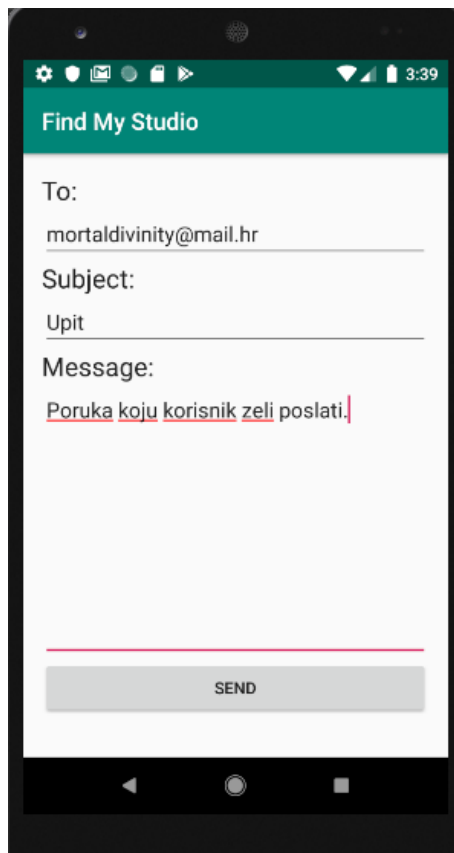 3:39
Find My Studio
To:
mortaldivinity@mail.hr
Subject:
Upit
Message:
Poruka koju korisnik zeli poslati.
SEND